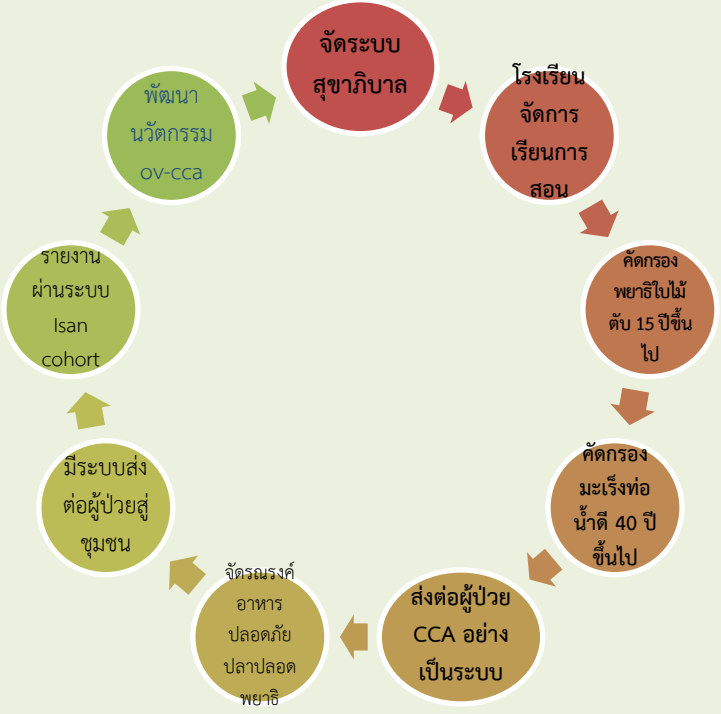 จัดระบบ
สุขาภิบาล
โรงเรียน
จัดการ
เรียนการ
สอน
คัดกรอง
พยาธิใบไม้
ตับ 15 ปีขึ้น
ไป
คัดกรอง
มะเร็งท่อ
น้ำดี 40 ปี
ขึ้นไป
ส่งต่อผู้ป่วย
CCA อย่าง
เป็นระบบ
จัดรณรงค์
อาหาร
ปลอดภัย
ปลาปลอด
พยาธิ
มีระบบส่ง
ต่อผู้ป่วยสู่
ชุมชน
รายงาน
ผ่านระบบ
Isan
cohort
พัฒนา
นวัตกรรม
ov-cca